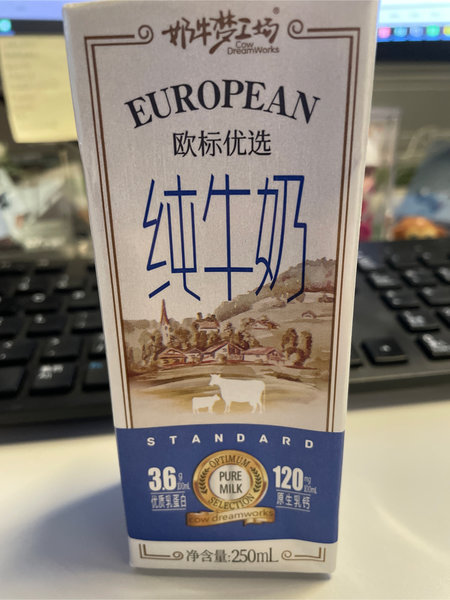 奶牛梦工场®
Cow
DreamWorks
EUROPEAN
欧标优选
纯牛奶
STANDARD
3.6g/100mL
优质乳蛋白
OPTIMUM
PURE
MILK
SELECTION
cow dreamworks
120mg/100mL
原生乳钙
净含量:250mL